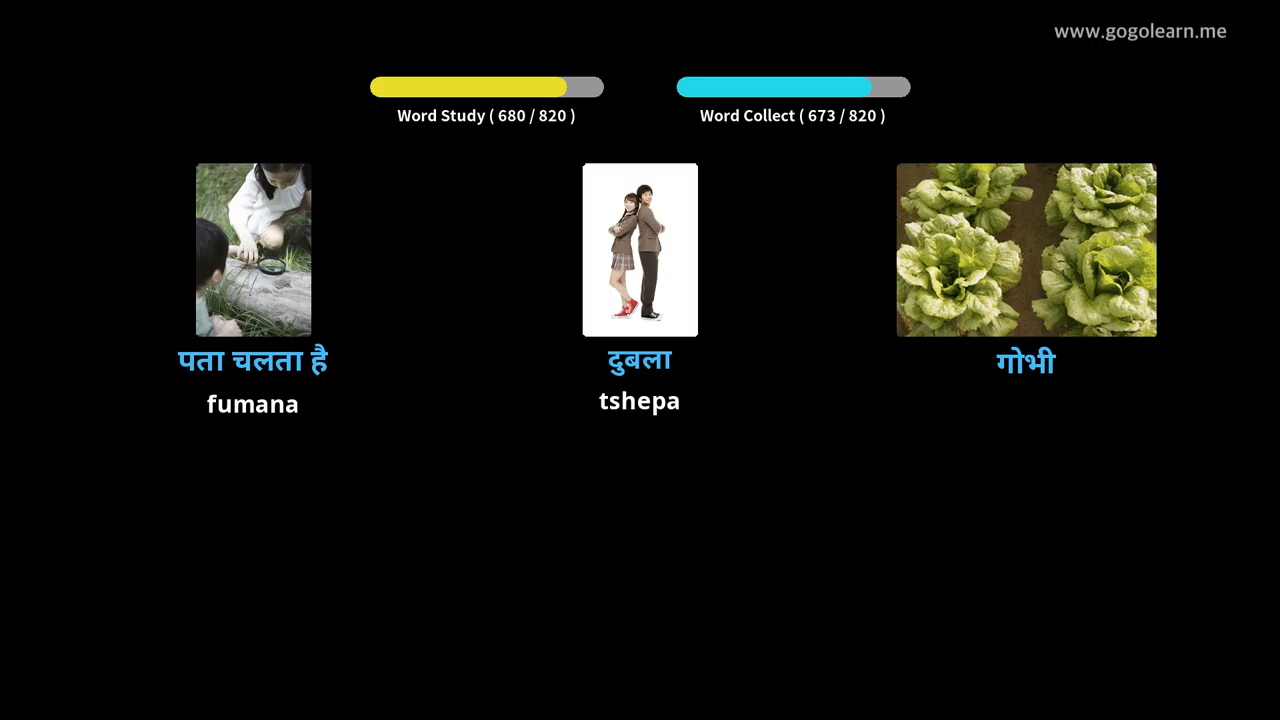 www.gogolearn.me
Word Study ( 680 / 820 )
Word Collect ( 673 / 820 )
पता चलता है
दुबला
गोभी
fumana
tshepa